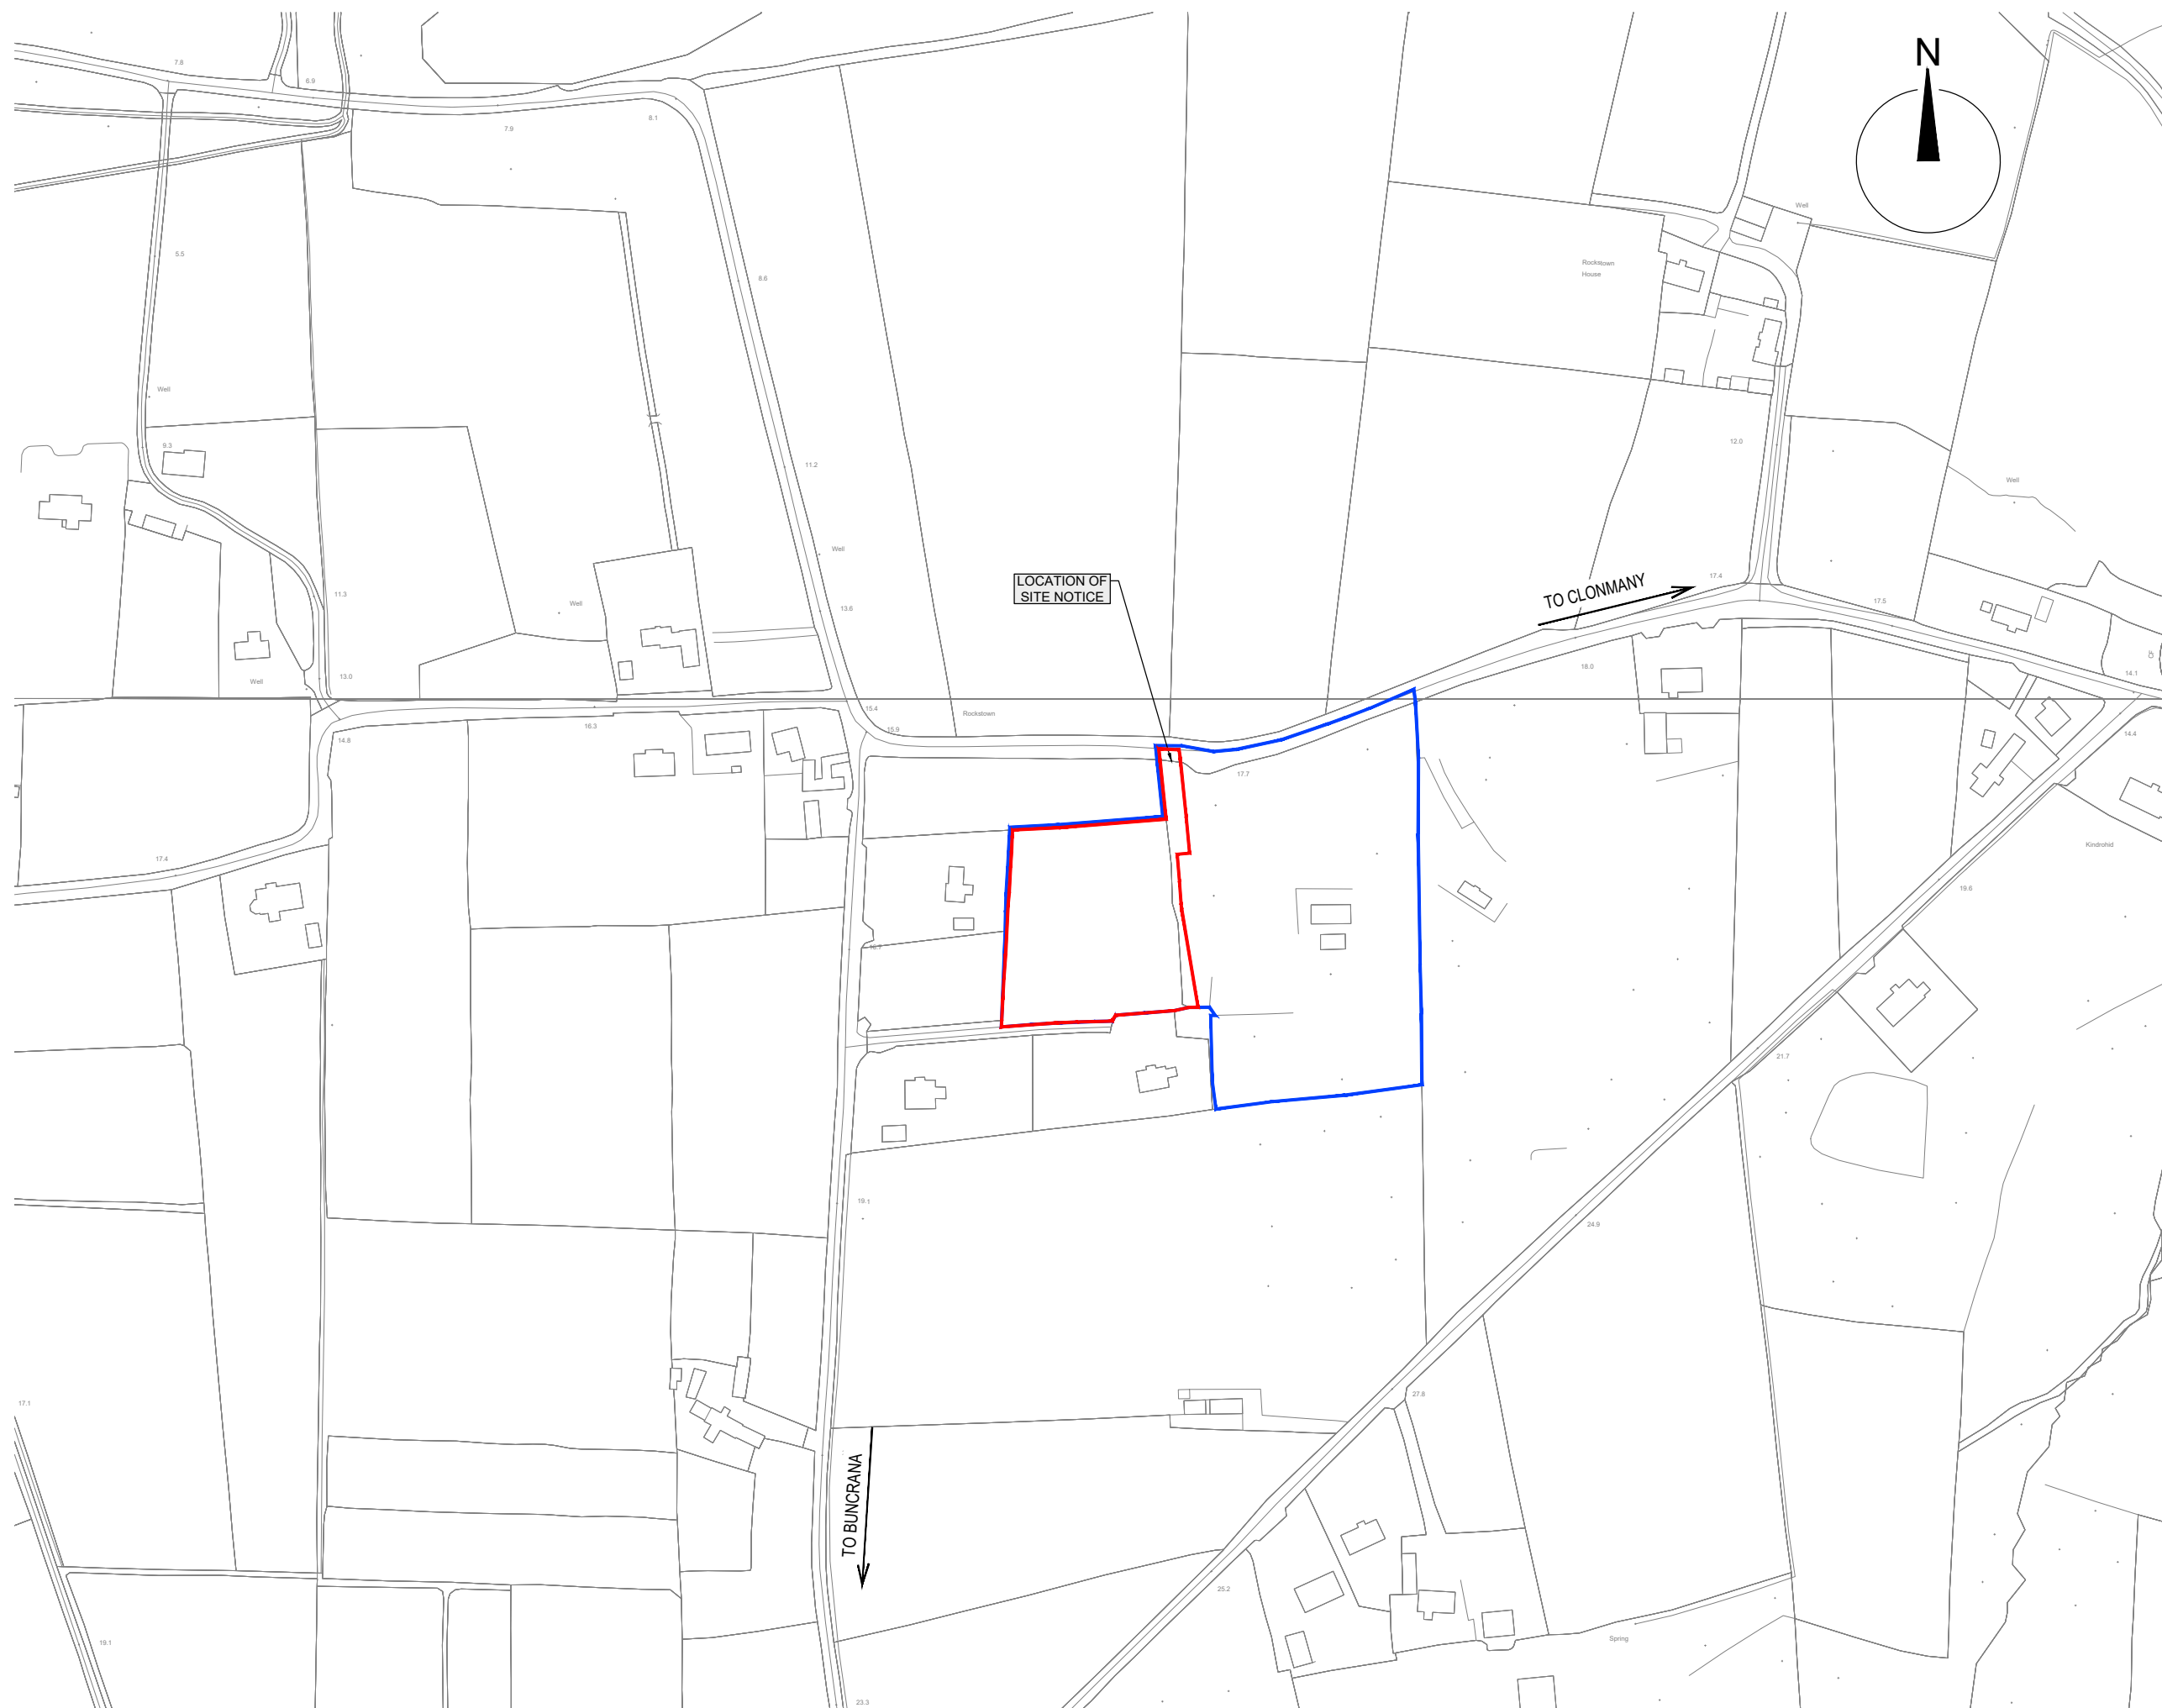 N
7.8
6.9
7.9
8.1
Well
5.5
Rockstown
House
8.6
Well
9.3
12.0
11.2
Well
Well
LOCATION OF
SITE NOTICE
TO CLONMANY
17.4
11.3
Well
13.6
17.5
13.0
Well
18.0
14.1
15.4
Rockstown
15.9
16.3
14.8
14.4
17.7
17.4
Kindrohid
19.6
16.7
21.7
19.1
24.9
27.8
17.1
TO BUNCRANA
25.2
19.1
Spring
23.3